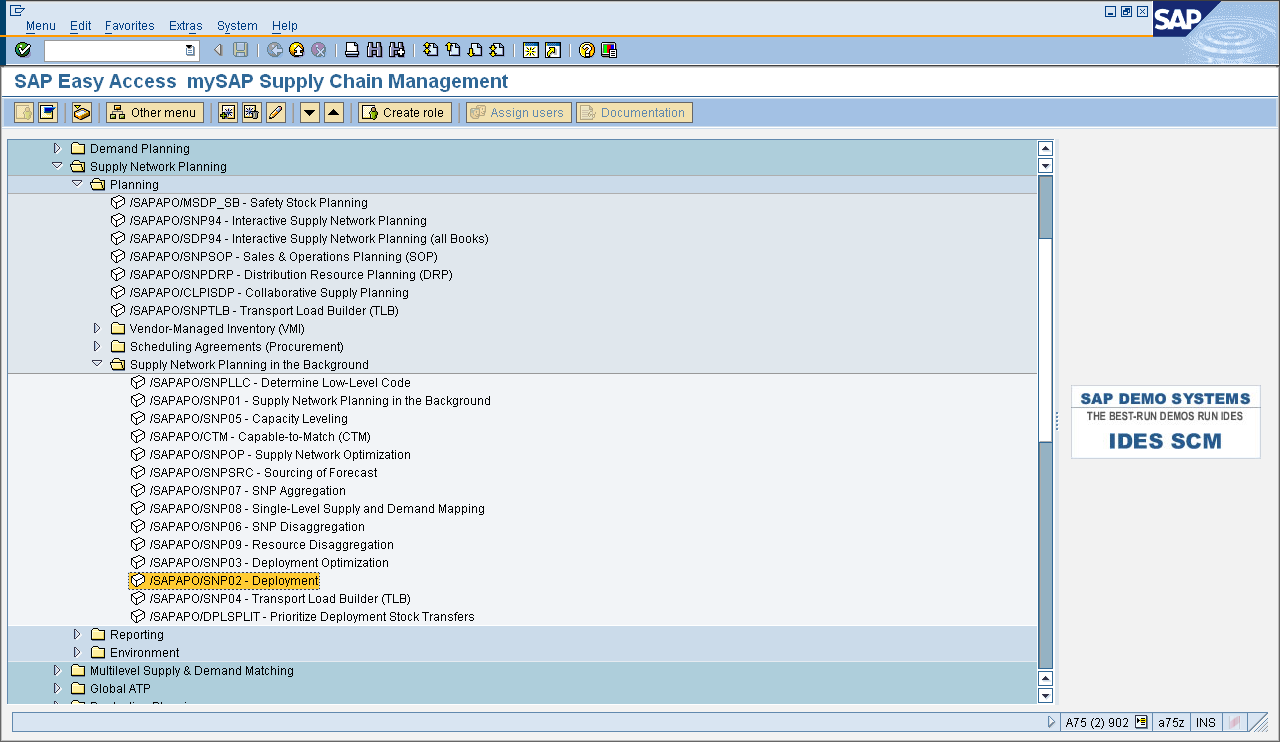 Menu Edit Favorites Extras System Help
SAP
SAP Easy Access mySAP Supply Chain Management
Other menu Create role Assign users Documentation
Demand Planning
Supply Network Planning
Planning
/SAPAPO/MSDP_SB - Safety Stock Planning
/SAPAPO/SNP94 - Interactive Supply Network Planning
/SAPAPO/SDP94 - Interactive Supply Network Planning (all Books)
/SAPAPO/SNPSOP - Sales & Operations Planning (SOP)
/SAPAPO/SNPDRP - Distribution Resource Planning (DRP)
/SAPAPO/CLPISDP - Collaborative Supply Planning
/SAPAPO/SNPTLB - Transport Load Builder (TLB)
Vendor-Managed Inventory (VMI)
Scheduling Agreements (Procurement)
Supply Network Planning in the Background
/SAPAPO/SNPLLC - Determine Low-Level Code
/SAPAPO/SNP01 - Supply Network Planning in the Background
/SAPAPO/SNP05 - Capacity Leveling
/SAPAPO/CTM - Capable-to-Match (CTM)
/SAPAPO/SNPOP - Supply Network Optimization
/SAPAPO/SNPSRC - Sourcing of Forecast
/SAPAPO/SNP07 - SNP Aggregation
/SAPAPO/SNP08 - Single-Level Supply and Demand Mapping
/SAPAPO/SNP06 - SNP Disaggregation
/SAPAPO/SNP09 - Resource Disaggregation
/SAPAPO/SNP03 - Deployment Optimization
/SAPAPO/SNP02 - Deployment
/SAPAPO/SNP04 - Transport Load Builder (TLB)
/SAPAPO/DPLSPLIT - Prioritize Deployment Stock Transfers
Reporting
Environment
Multilevel Supply & Demand Matching
Global ATP
SAP DEMO SYSTEMS
THE BEST-RUN DEMOS RUN IDES
IDES SCM
A75 (2) 902 a75z INS